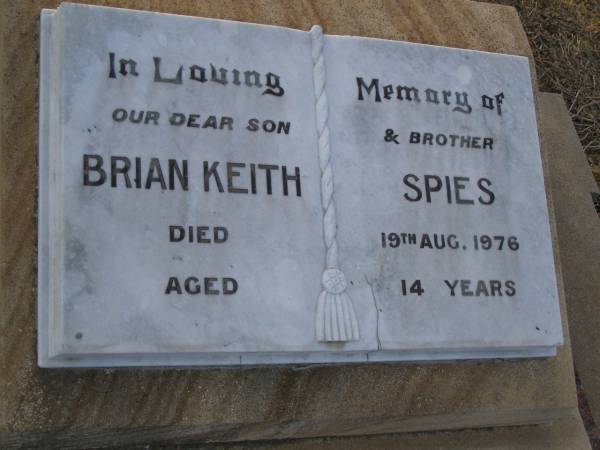 In Loving Memory of
OUR DEAR SON & BROTHER
BRIAN KEITH SPIES
DIED 19TH AUG. 1976
AGED 14 YEARS